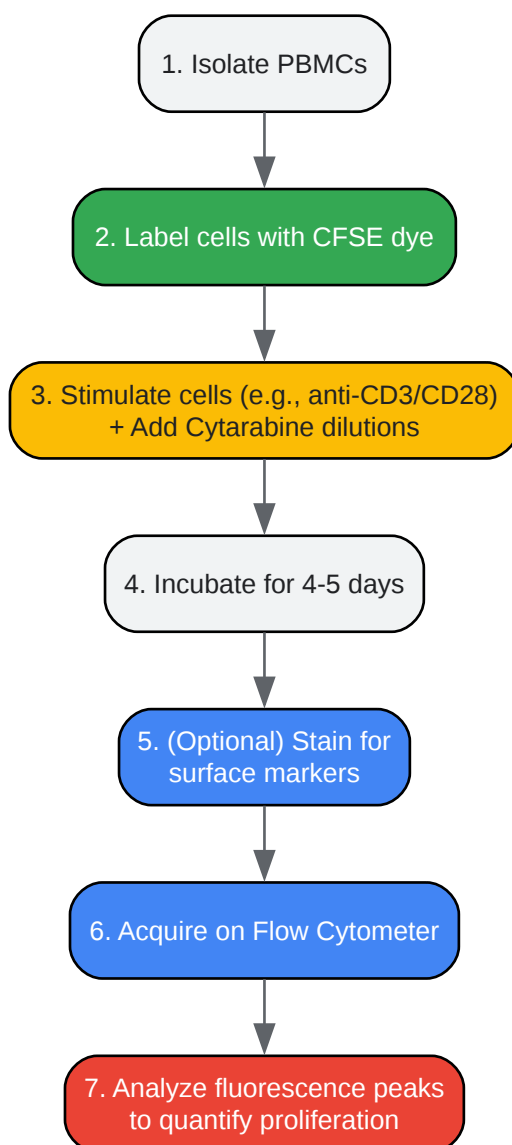 1. Isolate PBMCs
2. Label cells with CFSE dye
3. Stimulate cells (e.g., anti-CD3/CD28)
+ Add Cytarabine dilutions
4. Incubate for 4-5 days
5. (Optional) Stain for
surface markers
6. Acquire on Flow Cytometer
7. Analyze fluorescence peaks
to quantify proliferation